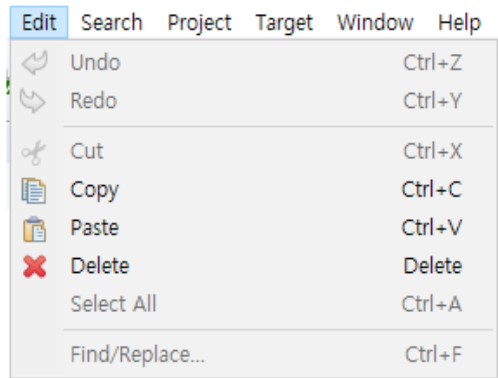 Edit Search Project Target Window Help
Undo Ctrl+Z
Redo Ctrl+Y
Cut Ctrl+X
Copy Ctrl+C
Paste Ctrl+V
Delete Delete
Select All Ctrl+A
Find/Replace... Ctrl+F